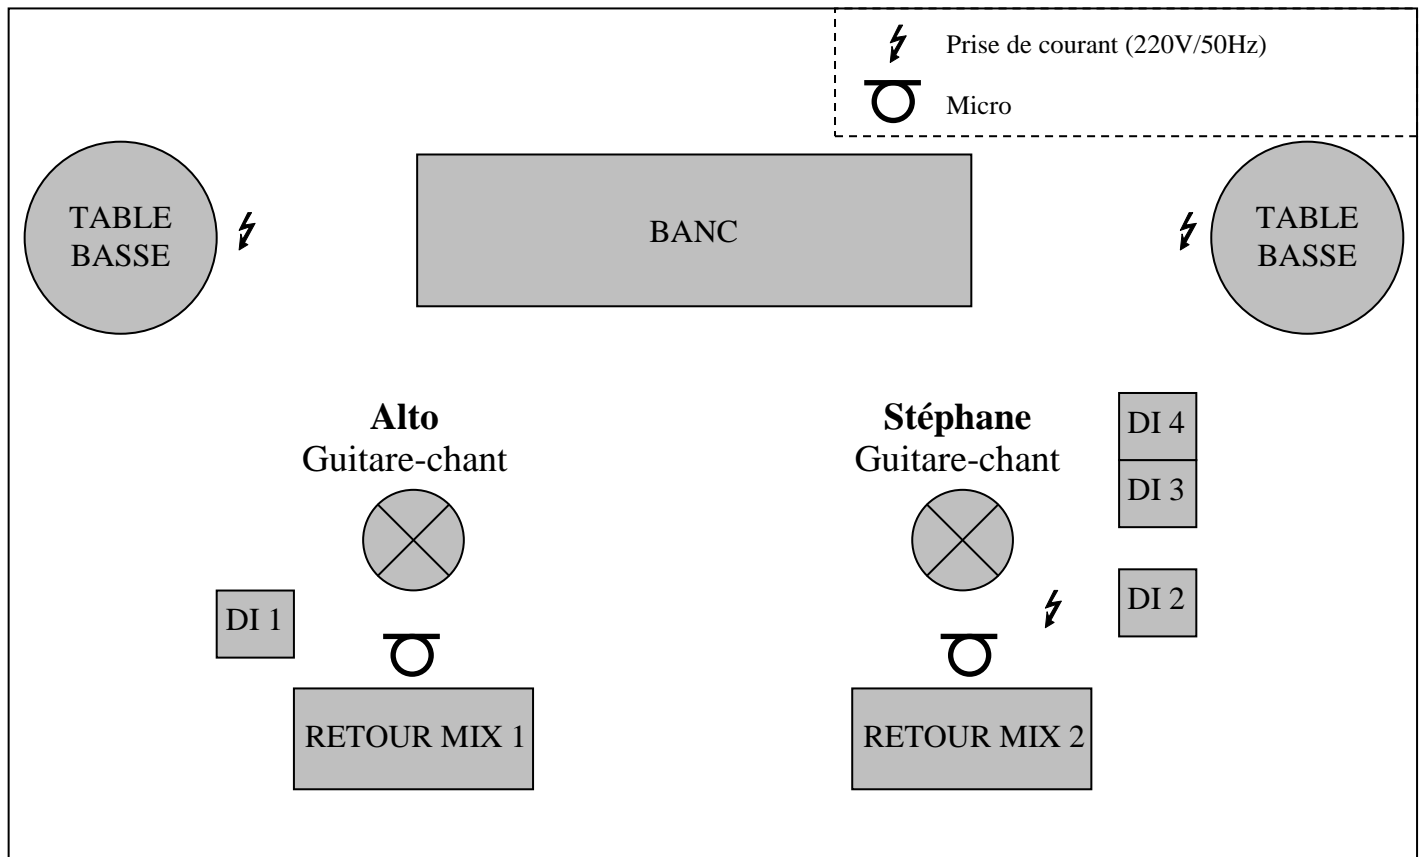 Prise de courant (220V/50Hz)
Micro
TABLE
BASSE
BANC
TABLE
BASSE
Alto
Guitare-chant
Stéphane
Guitare-chant
DI 4
DI 3
DI 1
DI 2
RETOUR MIX 1
RETOUR MIX 2